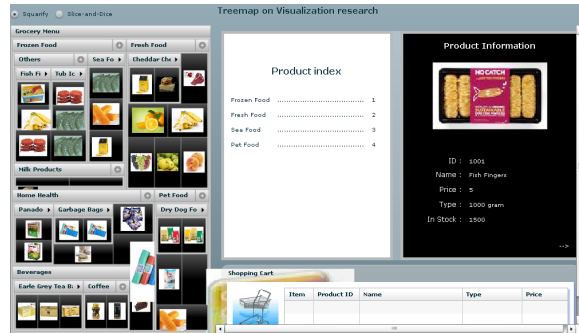 Treemap on Visualization research
Squarify Slice-and-Dice
Grocery Menu
Frozen Food
Fresh Food
Others
Sea Fo
Cheddar Che
Fish Fi
Tub Ic
Milk Products
Home Health
Pet Food
Panado
Garbage Bags
Dry Dog Fo
Beverages
Earle Grey Tea B:
Coffee
Product index
Frozen Food ........................................ 1
Fresh Food ........................................ 2
Sea Food ........................................ 3
Pet Food ........................................ 4
Product Information
NO CATCH
ID : 1001
Name : Fish Fingers
Price : 5
Type : 1000 gram
In Stock : 1500
-->
Shopping Cart
Item Product ID Name Type Price